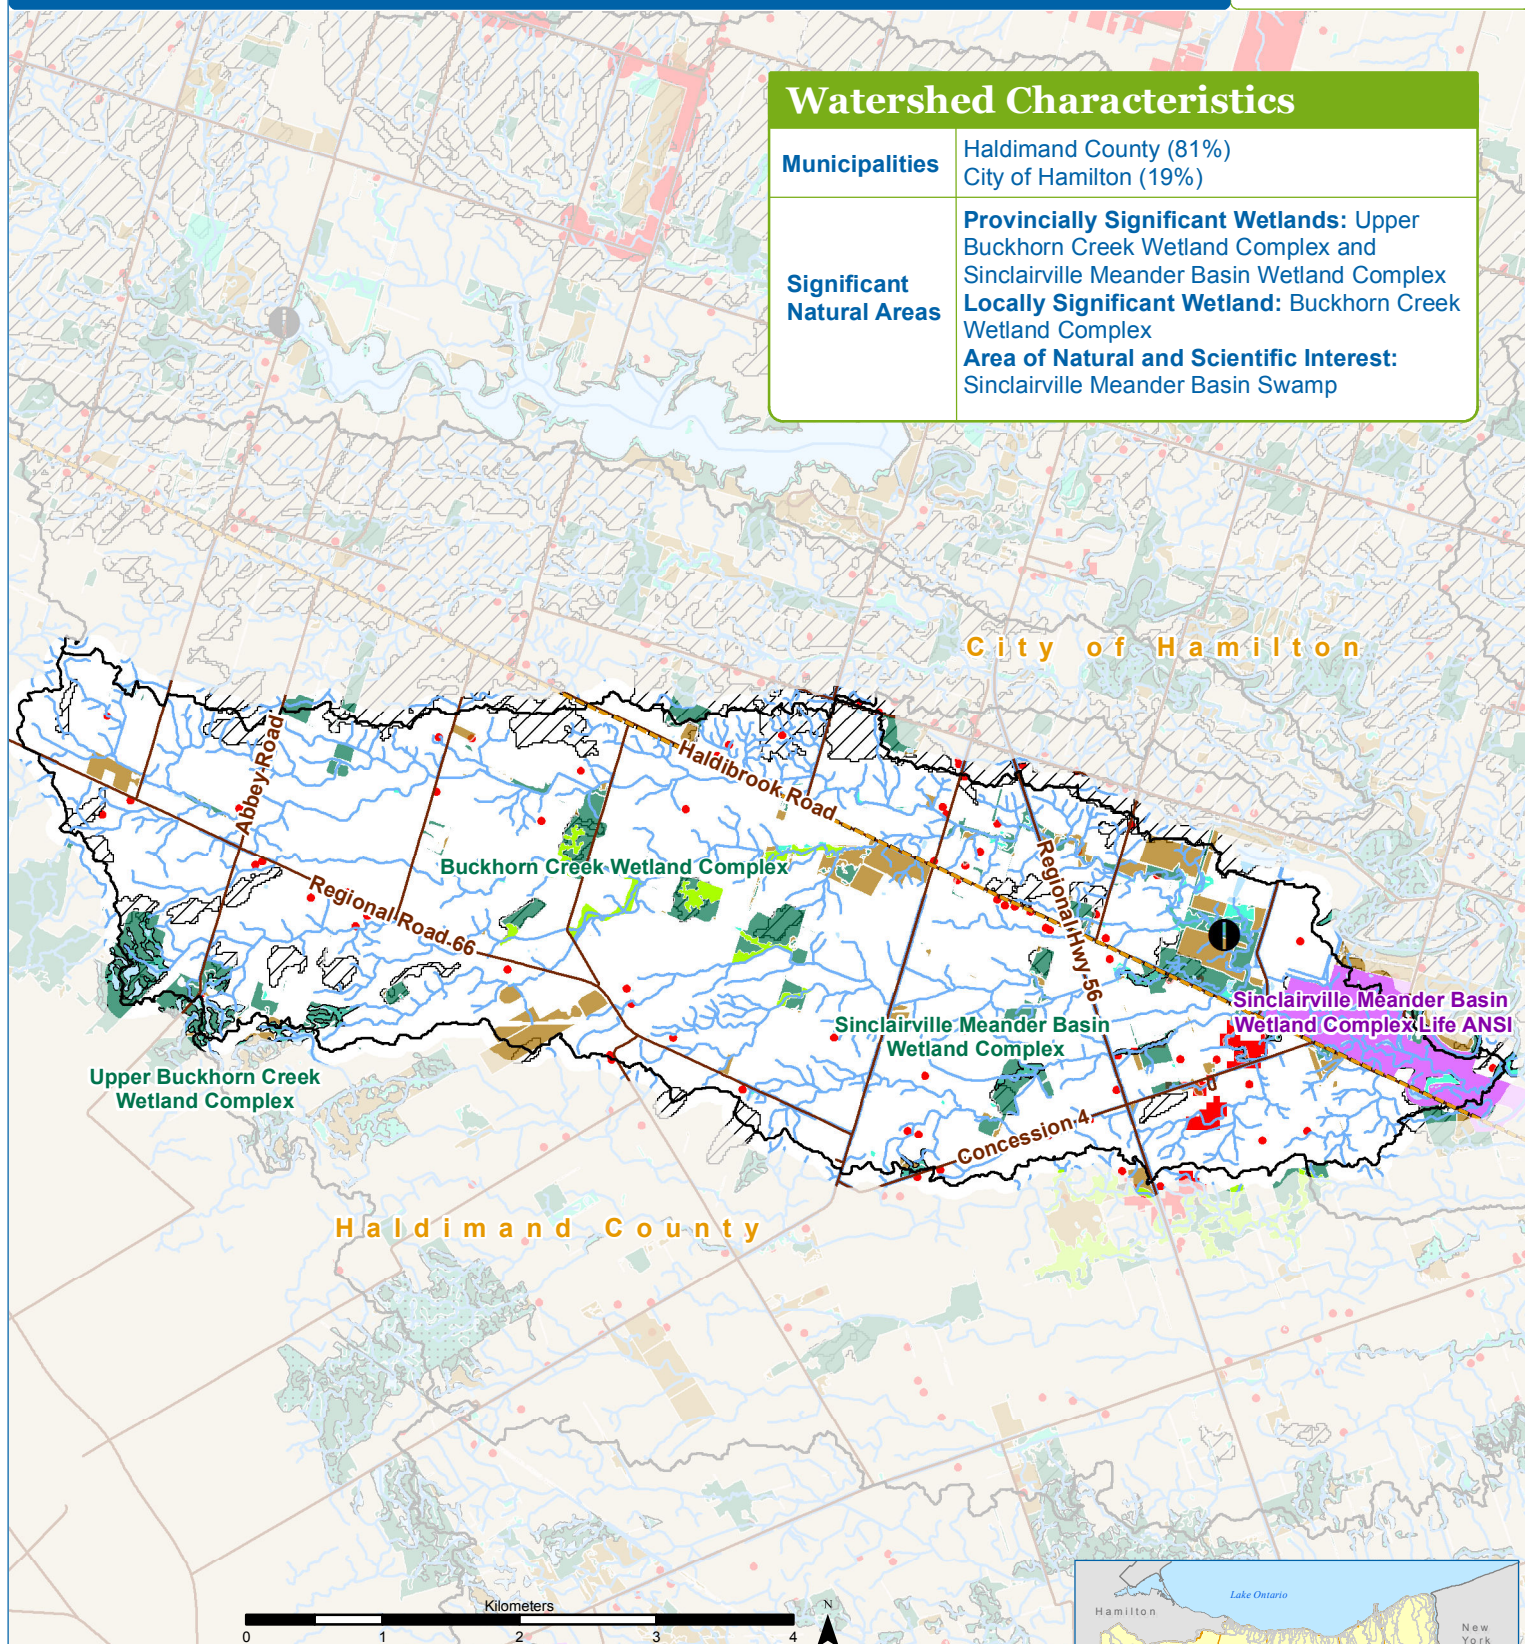 Watershed Characteristics
Municipalities
Haldimand County (81%)
City of Hamilton (19%)
Significant
Natural Areas
Provincially Significant Wetlands: Upper
Buckhorn Creek Wetland Complex and
Sinclairville Meander Basin Wetland Complex
Locally Significant Wetland: Buckhorn Creek
Wetland Complex
Area of Natural and Scientific Interest:
Sinclairville Meander Basin Swamp
City of Hamilton
Abbey Road
Haldibrook Road
Buckhorn Creek Wetland Complex
Regional Road 66
Regional Hwy 56
Sinclairville Meander Basin
Wetland Complex Life ANSI
Sinclairville Meander Basin
Wetland Complex
Upper Buckhorn Creek
Wetland Complex
Concession 4
Haldimand County
Kilometers
0 1 2 3 4
N
Lake Ontario
Hamilton
New
York